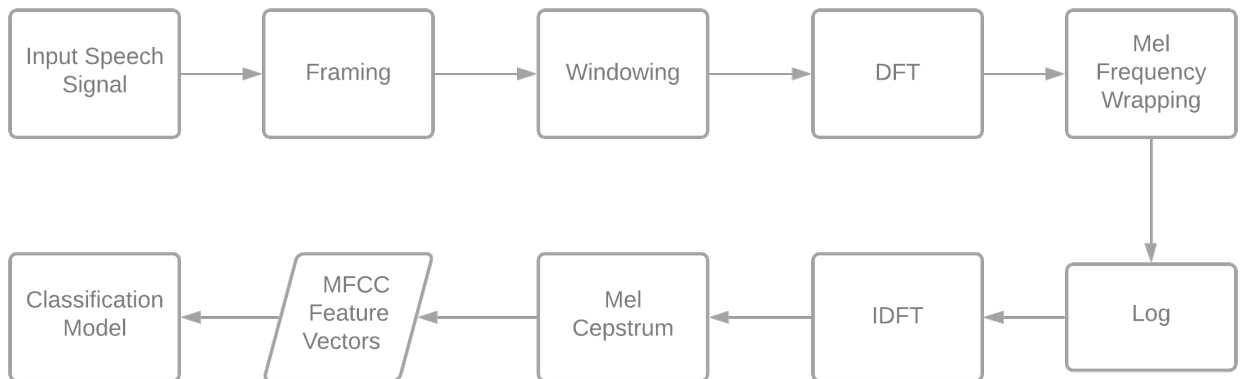 Input Speech
Signal
Framing
Windowing
DFT
Mel
Frequency
Wrapping
Log
IDFT
Mel
Cepstrum
MFCC
Feature
Vectors
Classification
Model